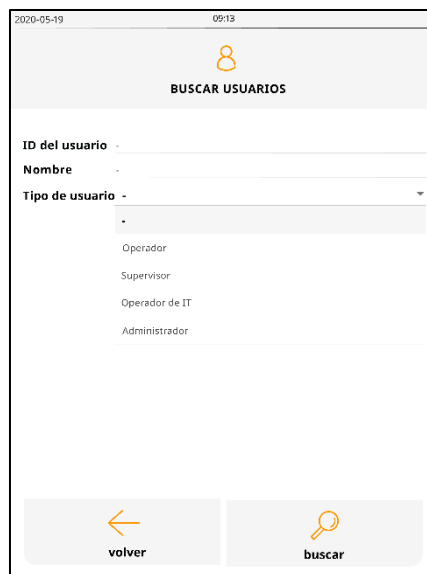 2020-05-19 09:13
BUSCAR USUARIOS
ID del usuario -
Nombre -
Tipo de usuario -
-
Operador
Supervisor
Operador de IT
Administrador
volver buscar